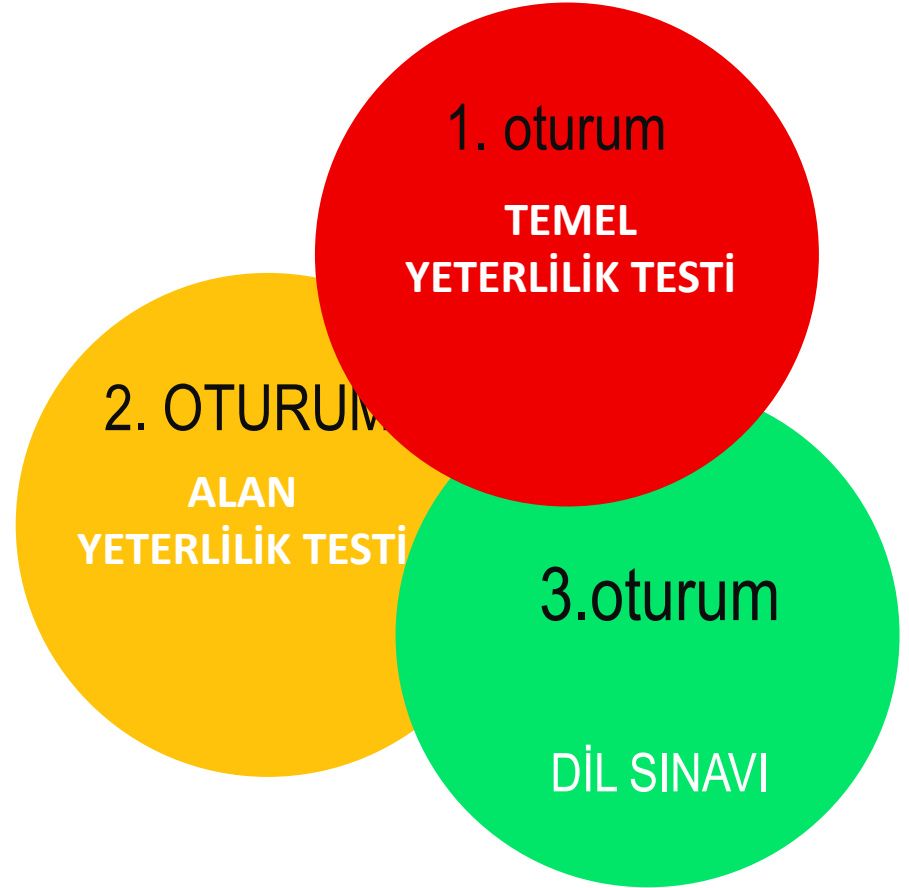 1. oturum
TEMEL
YETERLİLİK TESTİ
2. OTURUM
ALAN
YETERLİLİK TESTİ
3.oturum
DİL SINAVI